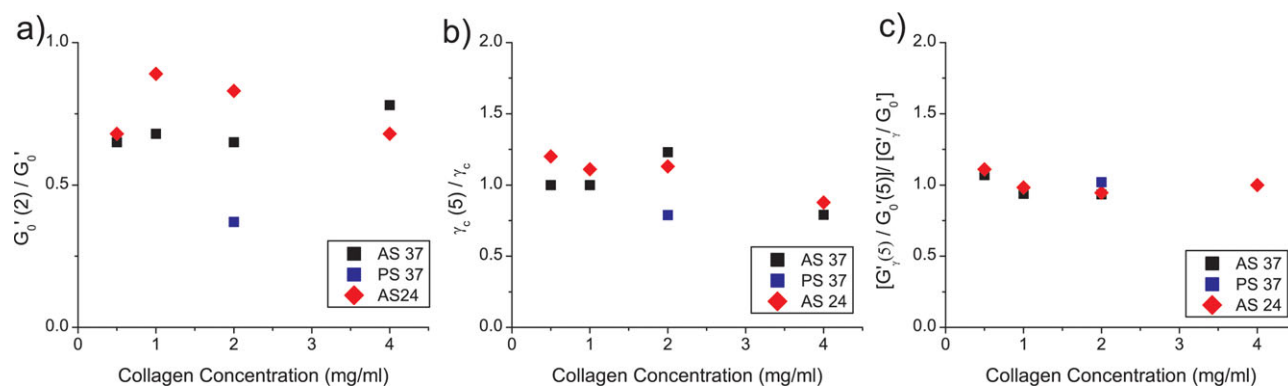 a)
1.0
0.5
0.0
G₀' (2) / G₀'
0 1 2 3 4
Collagen Concentration (mg/ml)
AS 37
PS 37
AS24
b)
2.0
1.5
1.0
0.5
0.0
γc (5) / γc
0 1 2 3 4
Collagen Concentration (mg/ml)
AS 37
PS 37
AS 24
c)
2.0
1.5
1.0
0.5
0.0
[G'γ(5) / G₀'(5)]/ [G'γ/ G₀']
0 1 2 3 4
Collagen Concentration (mg/ml)
AS 37
PS 37
AS 24